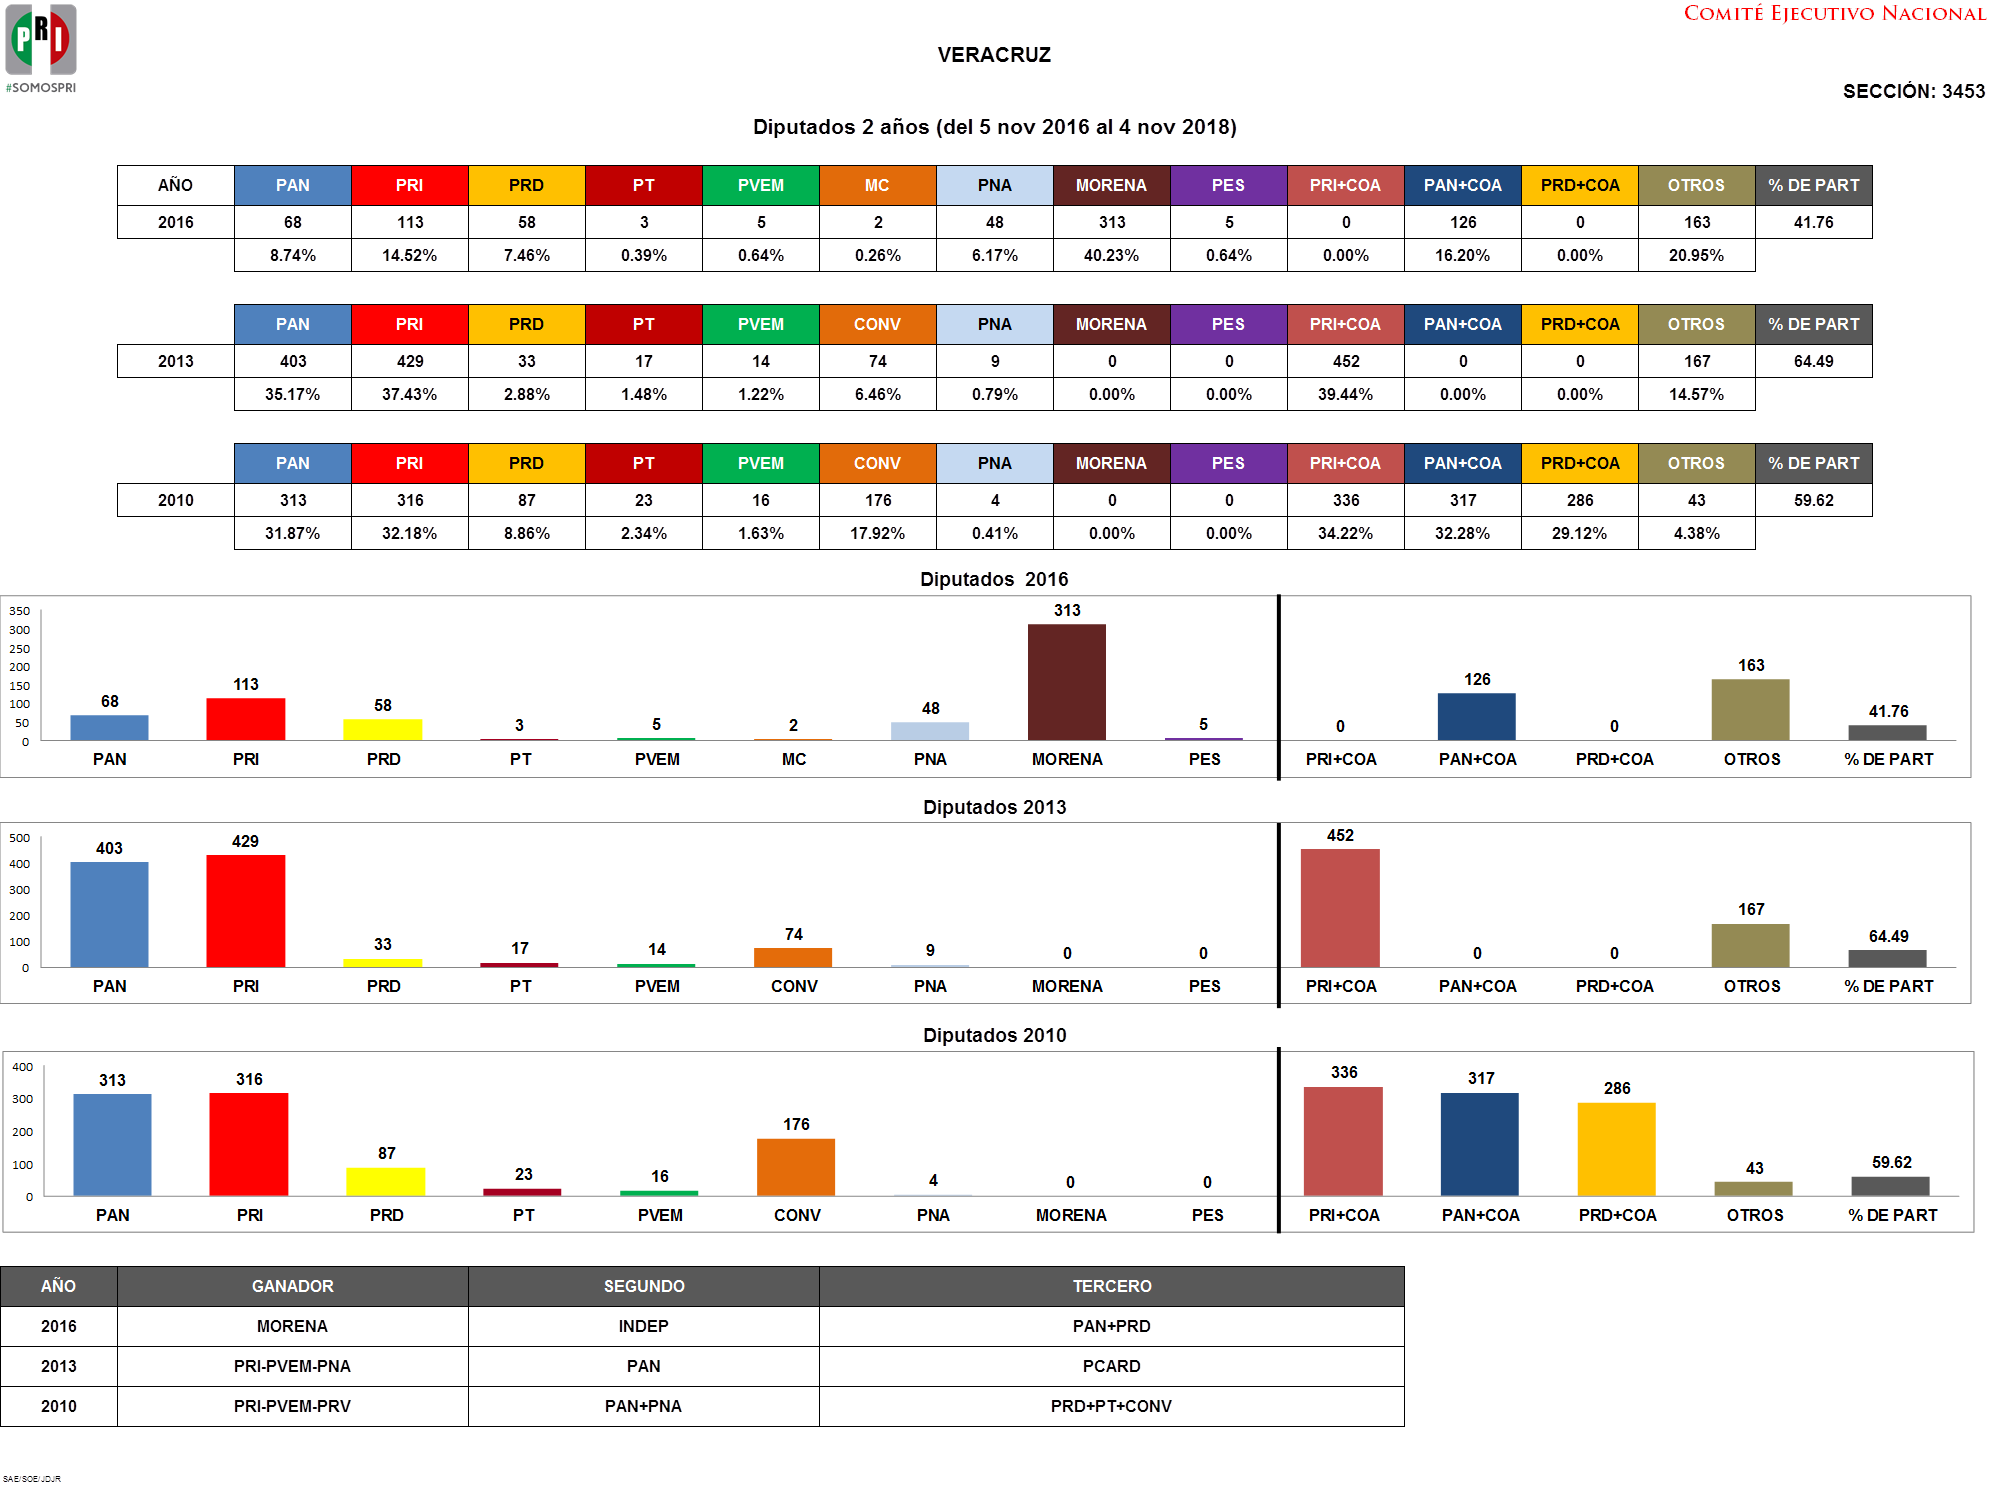 PRI
#SOMOSPRI
COMITÉ EJECUTIVO NACIONAL
VERACRUZ
SECCIÓN: 3453
Diputados 2 años (del 5 nov 2016 al 4 nov 2018)
AÑO PAN PRI PRD PT PVEM MC PNA MORENA PES PRI+COA PAN+COA PRD+COA OTROS % DE PART
2016 68 113 58 3 5 2 48 313 5 0 126 0 163 41.76
8.74% 14.52% 7.46% 0.39% 0.64% 0.26% 6.17% 40.23% 0.64% 0.00% 16.20% 0.00% 20.95%
PAN PRI PRD PT PVEM CONV PNA MORENA PES PRI+COA PAN+COA PRD+COA OTROS % DE PART
2013 403 429 33 17 14 74 9 0 0 452 0 0 167 64.49
35.17% 37.43% 2.88% 1.48% 1.22% 6.46% 0.79% 0.00% 0.00% 39.44% 0.00% 0.00% 14.57%
PAN PRI PRD PT PVEM CONV PNA MORENA PES PRI+COA PAN+COA PRD+COA OTROS % DE PART
2010 313 316 87 23 16 176 4 0 0 336 317 286 43 59.62
31.87% 32.18% 8.86% 2.34% 1.63% 17.92% 0.41% 0.00% 0.00% 34.22% 32.28% 29.12% 4.38%
Diputados 2016
350
300
250
200
150
100
50
0
68 113 58 3 5 2 48 313 5 0 126 0 163 41.76
PAN PRI PRD PT PVEM MC PNA MORENA PES PRI+COA PAN+COA PRD+COA OTROS % DE PART
Diputados 2013
500
400
300
200
100
0
403 429 33 17 14 74 9 0 0 452 0 0 167 64.49
PAN PRI PRD PT PVEM CONV PNA MORENA PES PRI+COA PAN+COA PRD+COA OTROS % DE PART
Diputados 2010
400
300
200
100
0
313 316 87 23 16 176 4 0 0 336 317 286 43 59.62
PAN PRI PRD PT PVEM CONV PNA MORENA PES PRI+COA PAN+COA PRD+COA OTROS % DE PART
AÑO GANADOR SEGUNDO TERCERO
2016 MORENA INDEP PAN+PRD
2013 PRI-PVEM-PNA PAN PCARD
2010 PRI-PVEM-PRV PAN+PNA PRD+PT+CONV
SAE/SOE/JDJR